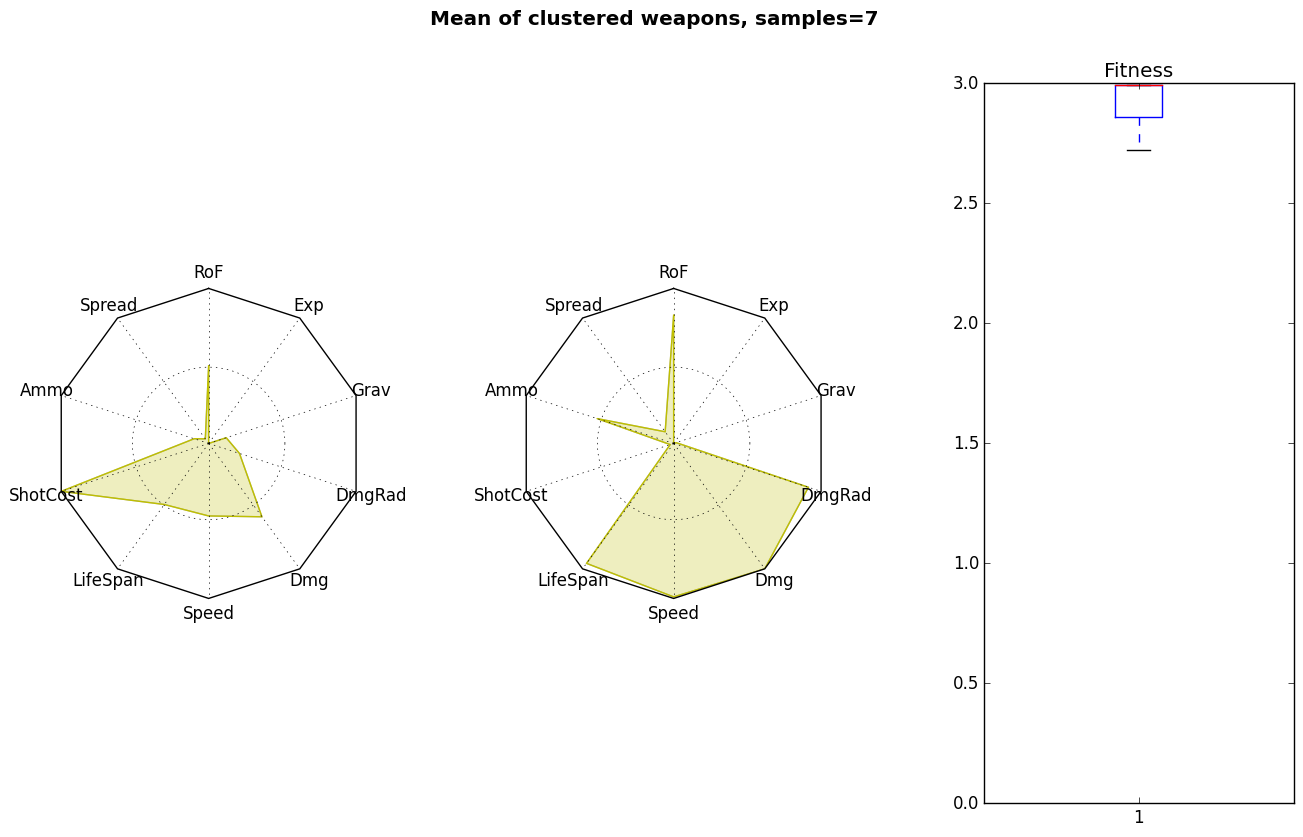 Mean of clustered weapons, samples=7
RoF
Spread
Exp
Ammo
Grav
ShotCost
DmgRad
LifeSpan
Dmg
Speed
RoF
Spread
Exp
Ammo
Grav
ShotCost
DmgRad
LifeSpan
Dmg
Speed
Fitness
3.0
2.5
2.0
1.5
1.0
0.5
0.0
1